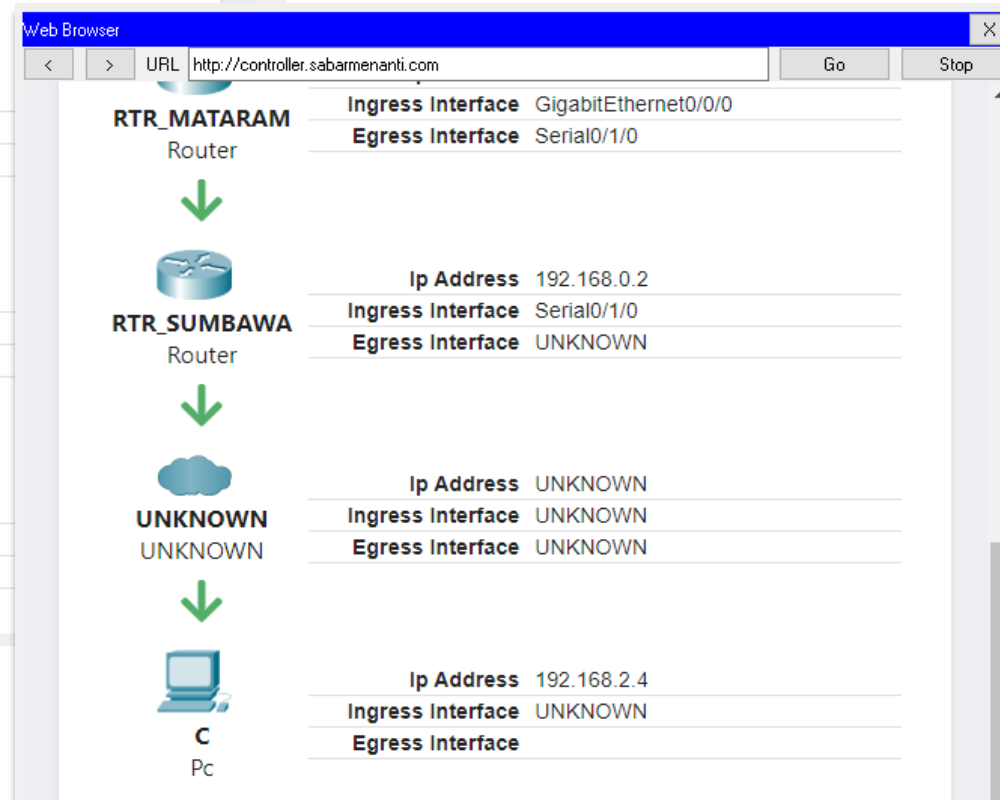 Web Browser X
< > URL http://controller.sabarmenanti.com Go Stop
Ingress Interface GigabitEthernet0/0/0
RTR_MATARAM
Egress Interface Serial0/1/0
Router
Ip Address 192.168.0.2
Ingress Interface Serial0/1/0
RTR_SUMBAWA
Egress Interface UNKNOWN
Router
Ip Address UNKNOWN
UNKNOWN
Ingress Interface UNKNOWN
UNKNOWN
Egress Interface UNKNOWN
Ip Address 192.168.2.4
Ingress Interface UNKNOWN
C
Egress Interface
Pc